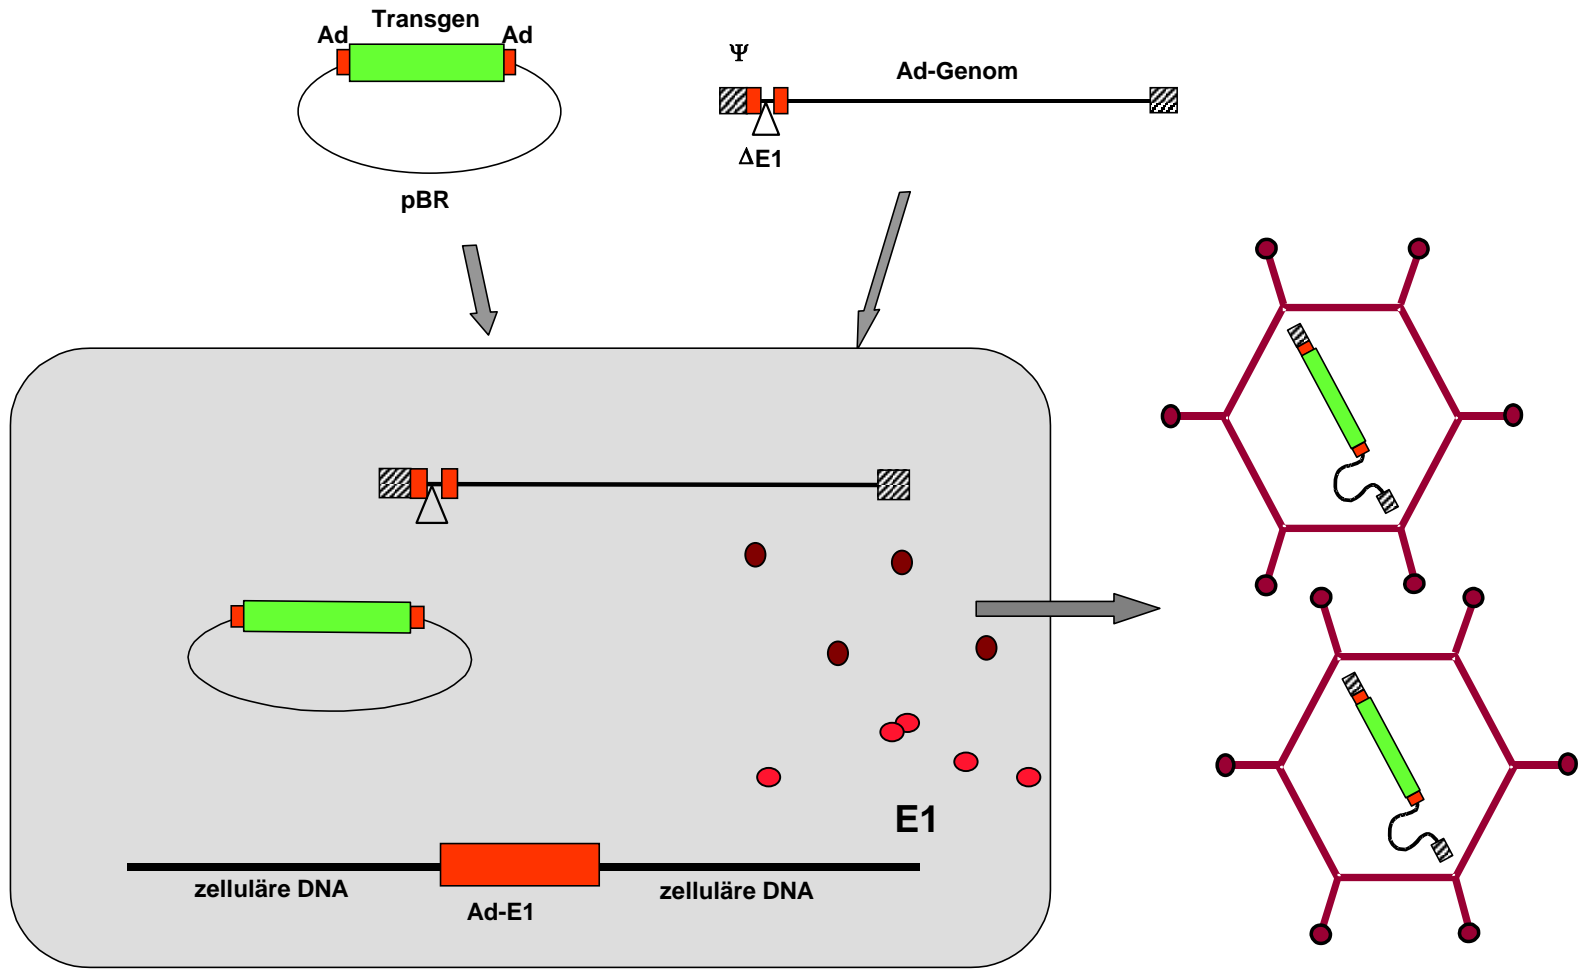 Transgen
Ad Ad
pBR
Ψ
Ad-Genom
ΔE1
E1
zelluläre DNA zelluläre DNA
Ad-E1